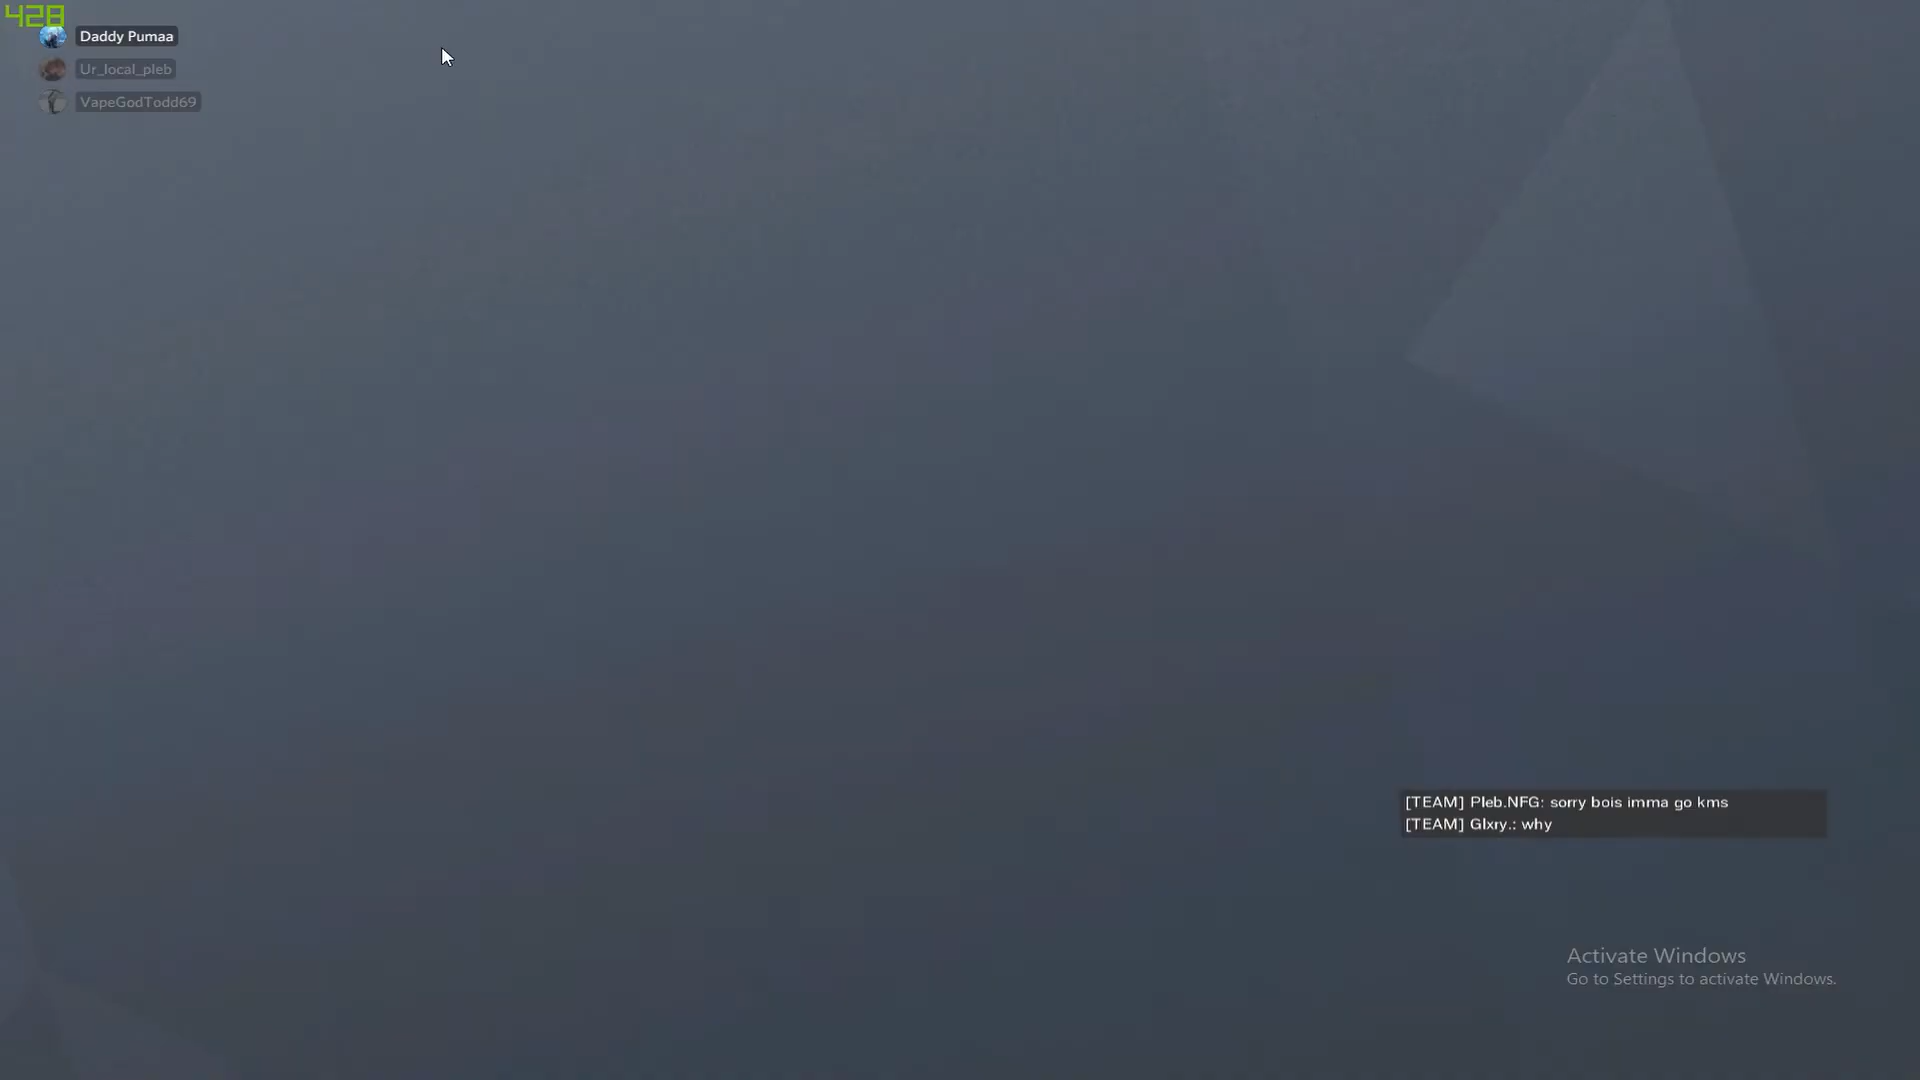 428
Daddy Pumaa
Ur_local_pleb
VapeGodTodd69
[TEAM] Pleb.NFG: sorry bois imma go kms
[TEAM] Glxry.: why
Activate Windows
Go to Settings to activate Windows.